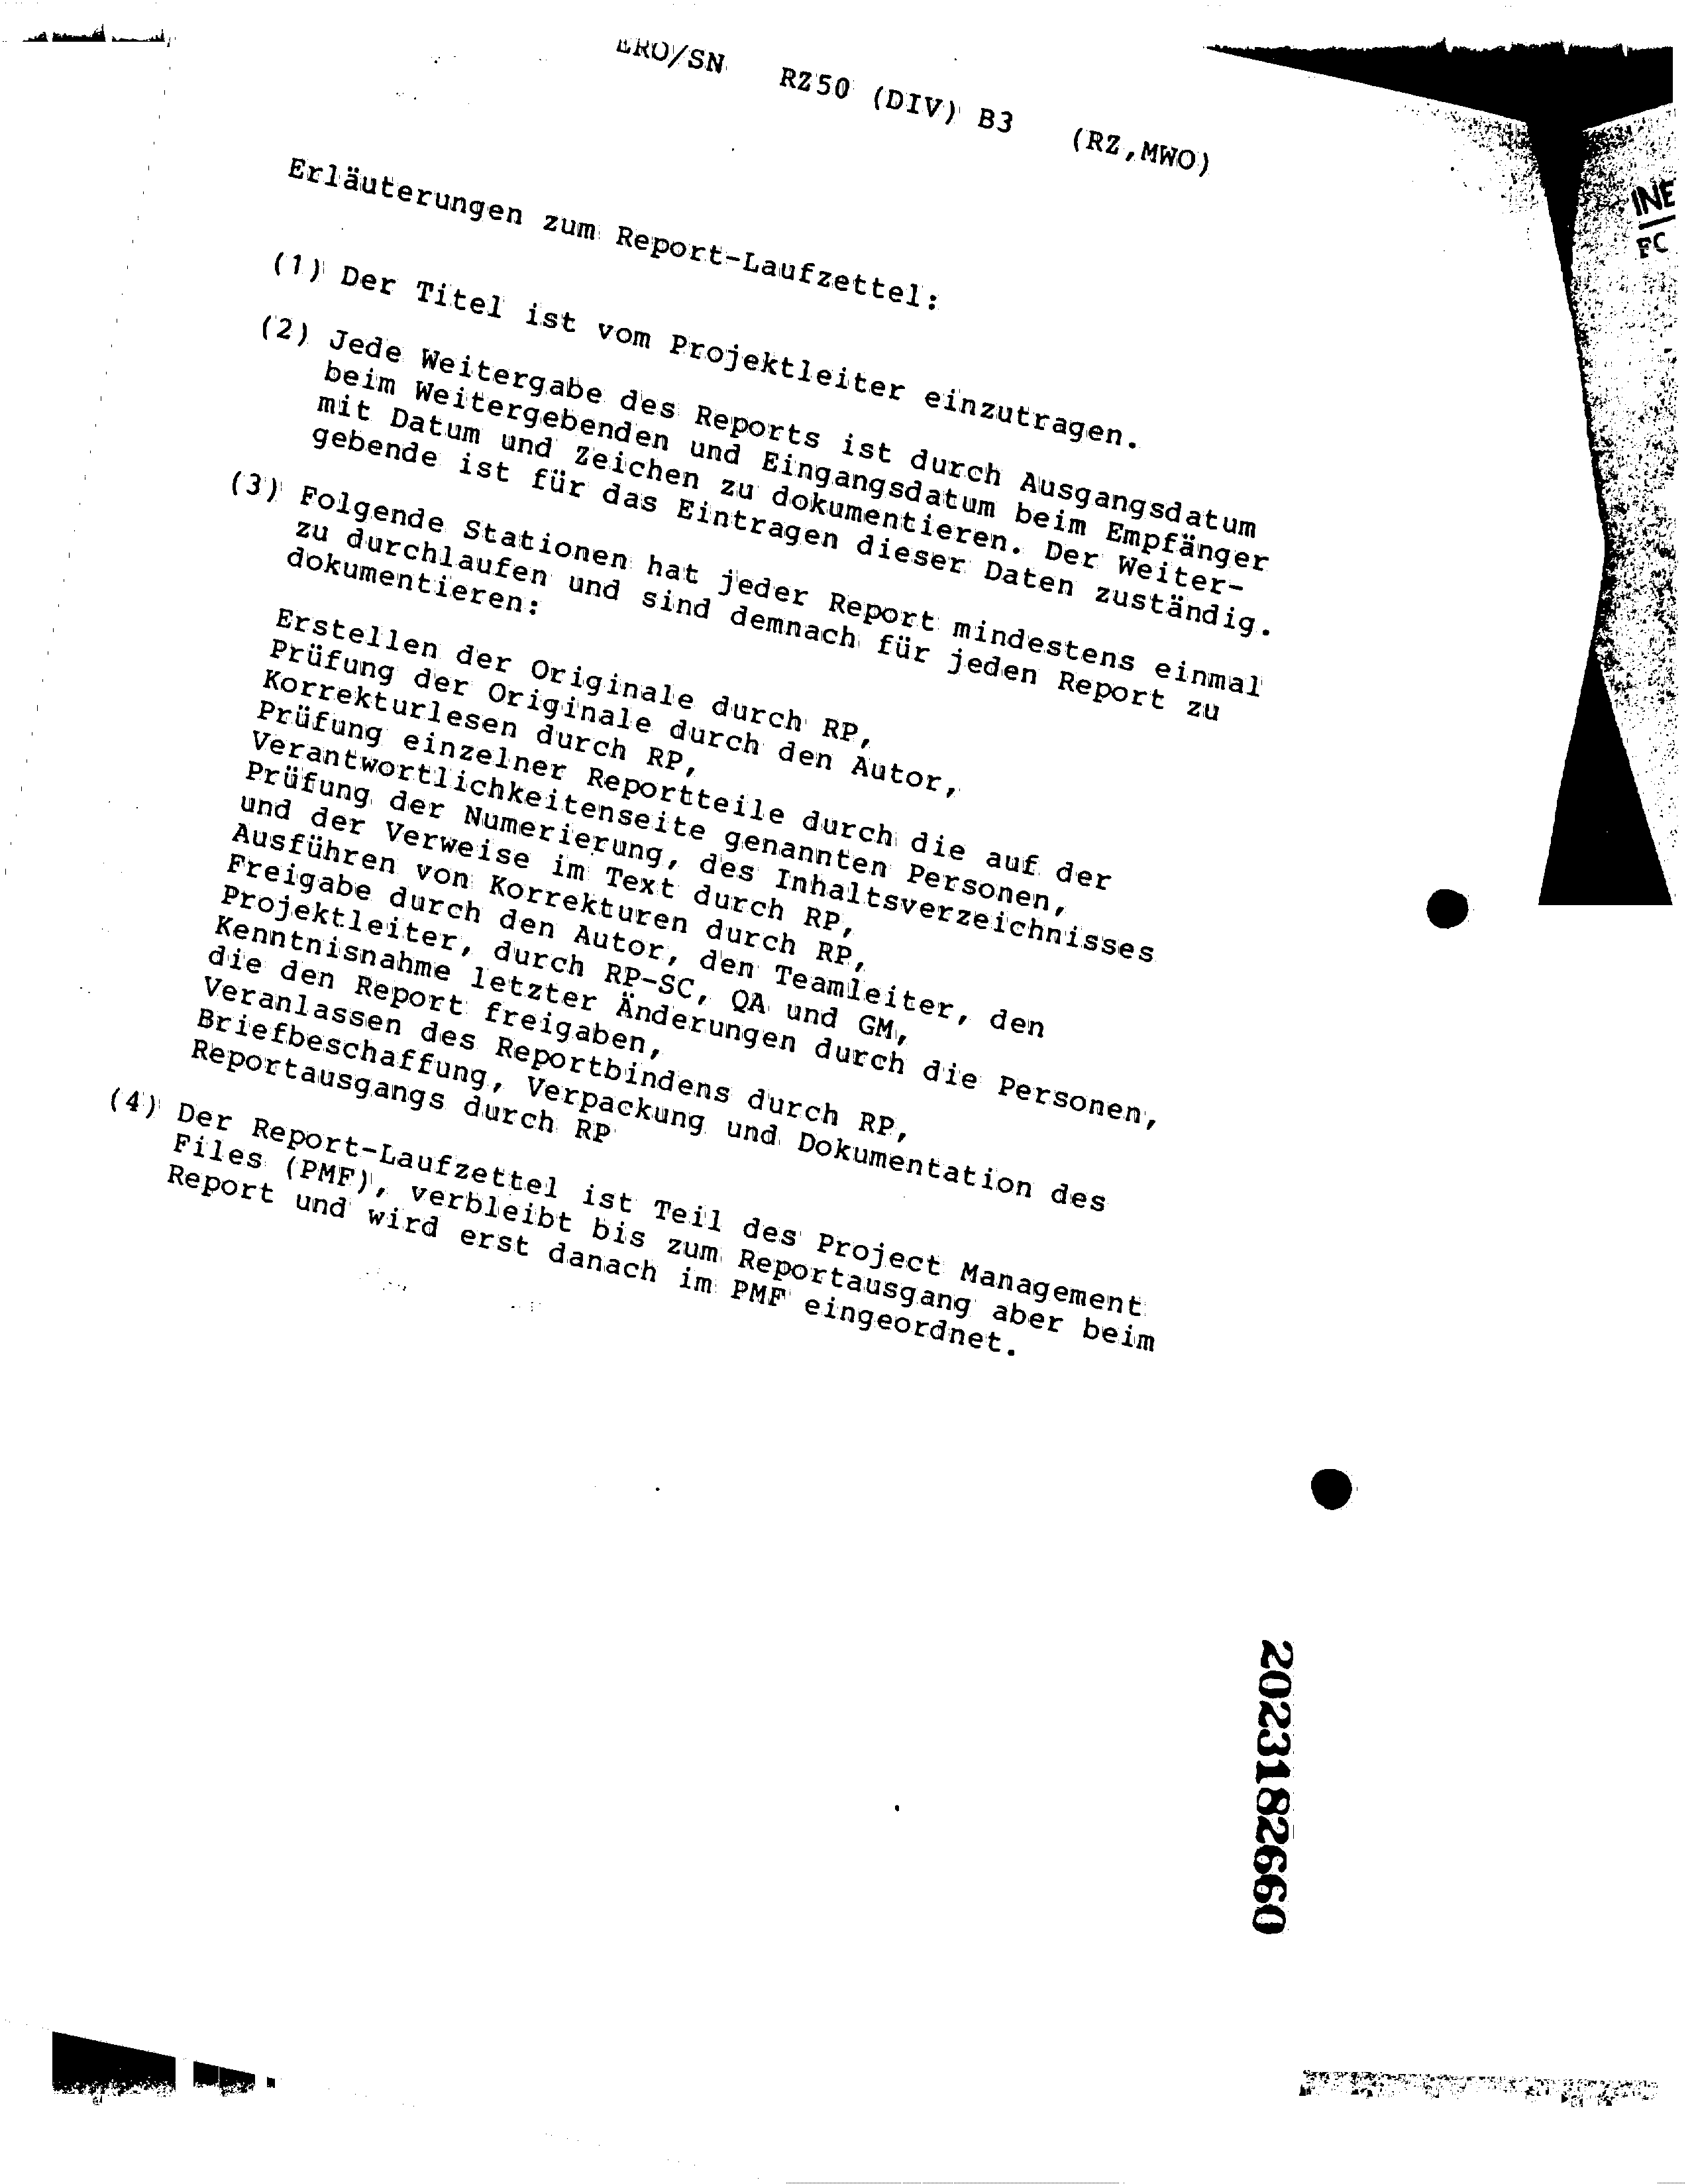 ERO/SN RZ50 (DIV) B3 (RZ,MWO)
INE
FC
Erläuterungen zum Report-Laufzettel:
(1) Der Titel ist vom Projektleiter einzutragen.
(2) Jede Weitergabe des Reports ist durch Ausgangsdatum
beim Weitergebenden und Eingangsdatum beim Empfänger
mit Datum und Zeichen zu dokumentieren. Der Weiter-
gebende ist für das Eintragen dieser Daten zuständig.
(3) Folgende Stationen hat jeder Report mindestens einmal
zu durchlaufen und sind demnach für jeden Report zu
dokumentieren:
Erstellen der Originale durch RP,
Prüfung der Originale durch den Autor,
Korrekturlesen durch RP,
Prüfung einzelner Reportteile durch die auf der
Verantwortlichkeitenseite genannten Personen,
Prüfung der Numerierung, des Inhaltsverzeichnisses
und der Verweise im Text durch RP,
Ausführen von Korrekturen durch RP,
Freigabe durch den Autor, den Teamleiter, den
Projektleiter, durch RP-SC, QA und GM,
Kenntnisnahme letzter Änderungen durch die Personen,
die den Report freigaben,
Veranlassen des Reportbindens durch RP,
Briefbeschaffung, Verpackung und Dokumentation des
Reportausgangs durch RP
(4) Der Report-Laufzettel ist Teil des Project Management
Files (PMF), verbleibt bis zum Reportausgang aber beim
Report und wird erst danach im PMF eingeordnet.
2023182660